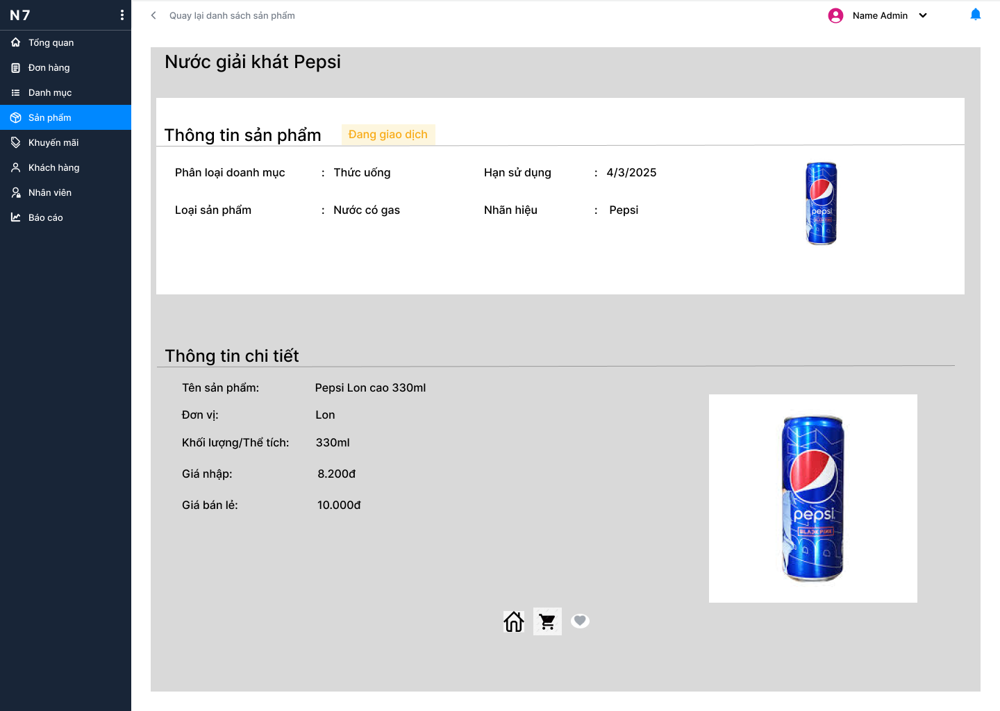 N7
Quay lại danh sách sản phẩm
Name Admin
Tổng quan
Đơn hàng
Danh mục
Sản phẩm
Khuyến mãi
Khách hàng
Nhân viên
Báo cáo
Nước giải khát Pepsi
Thông tin sản phẩm
Đang giao dịch
Phân loại doanh mục : Thức uống
Hạn sử dụng : 4/3/2025
Loại sản phẩm : Nước có gas
Nhãn hiệu : Pepsi
pepsi
BLACKPINK
Thông tin chi tiết
Tên sản phẩm: Pepsi Lon cao 330ml
Đơn vị: Lon
Khối lượng/Thể tích: 330ml
Giá nhập: 8.200đ
Giá bán lẻ: 10.000đ
pepsi
BLACKPINK